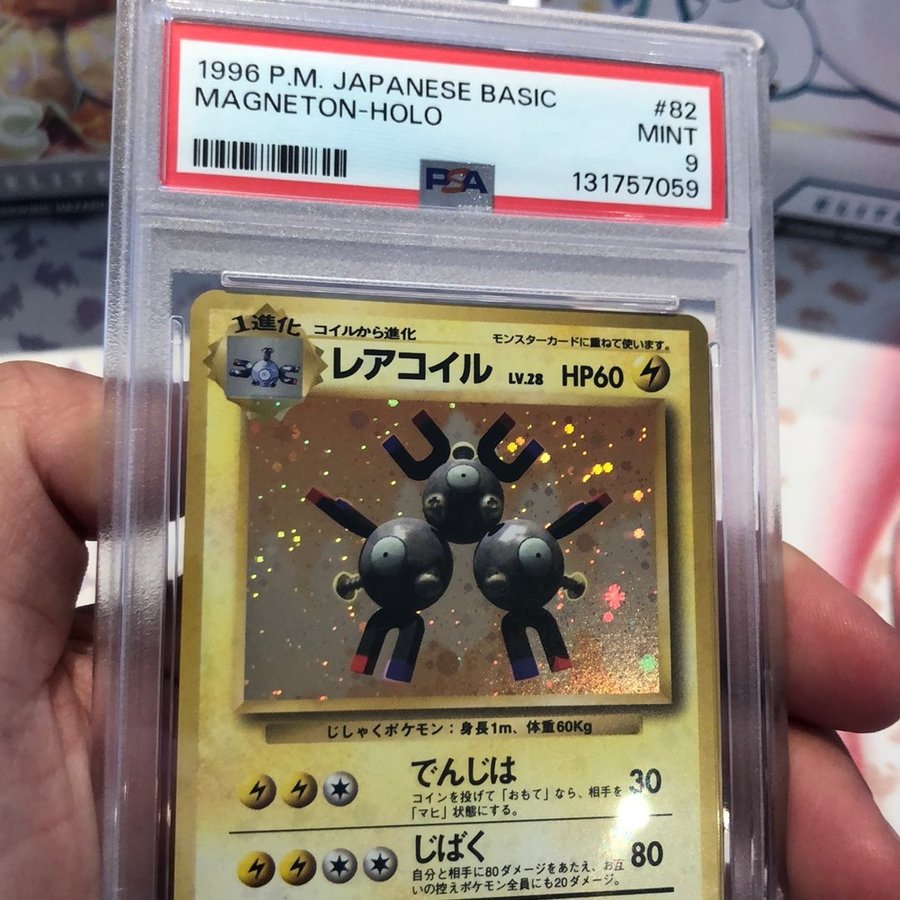 1996 P.M. JAPANESE BASIC #82
MAGNETON-HOLO MINT
9
PSA 131757059
1進化 コイルから進化 モンスターカードに重ねて使います。
レアコイル LV.28 HP60
じしゃくポケモン：身長1m、体重60Kg
でんじは 30
コインを投げて「おもて」なら、相手を
「マヒ」状態にする。
じばく 80
自分と相手に80ダメージをあたえ、お互
いの控えポケモン全員にも20ダメージ。